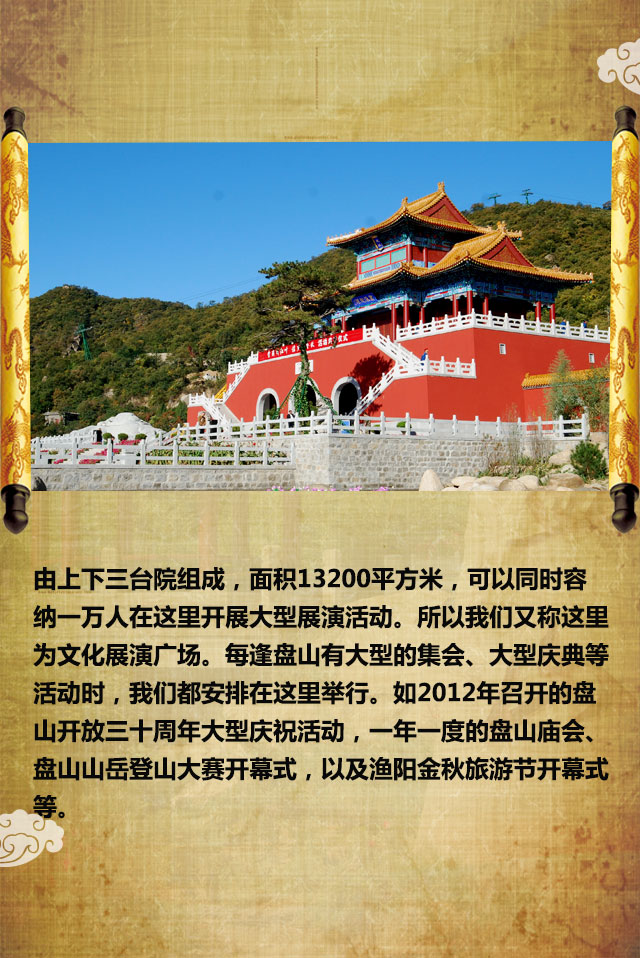 由上下三台院组成，面积13200平方米，可以同时容
纳一万人在这里开展大型展演活动。所以我们又称这里
为文化展演广场。每逢盘山有大型的集会、大型庆典等
活动时，我们都安排在这里举行。如2012年召开的盘
山开放三十周年大型庆祝活动，一年一度的盘山庙会、
盘山山岳登山大赛开幕式，以及渔阳金秋旅游节开幕式
等。